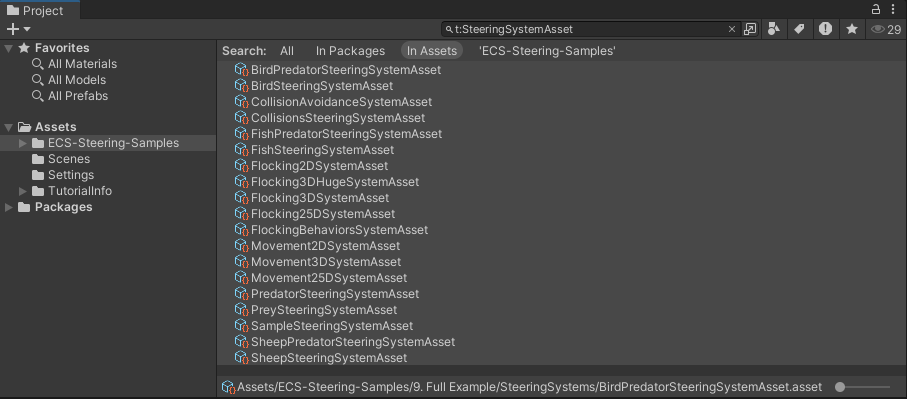 Project
t:SteeringSystemAsset
29
Favorites
All Materials
All Models
All Prefabs
Assets
ECS-Steering-Samples
Scenes
Settings
TutorialInfo
Packages
Search: All In Packages In Assets 'ECS-Steering-Samples'
BirdPredatorSteeringSystemAsset
BirdSteeringSystemAsset
CollisionAvoidanceSystemAsset
CollisionsSteeringSystemAsset
FishPredatorSteeringSystemAsset
FishSteeringSystemAsset
Flocking2DSystemAsset
Flocking3DHugeSystemAsset
Flocking3DSystemAsset
Flocking25DSystemAsset
FlockingBehaviorsSystemAsset
Movement2DSystemAsset
Movement3DSystemAsset
Movement25DSystemAsset
PredatorSteeringSystemAsset
PreySteeringSystemAsset
SampleSteeringSystemAsset
SheepPredatorSteeringSystemAsset
SheepSteeringSystemAsset
Assets/ECS-Steering-Samples/9. Full Example/SteeringSystems/BirdPredatorSteeringSystemAsset.asset